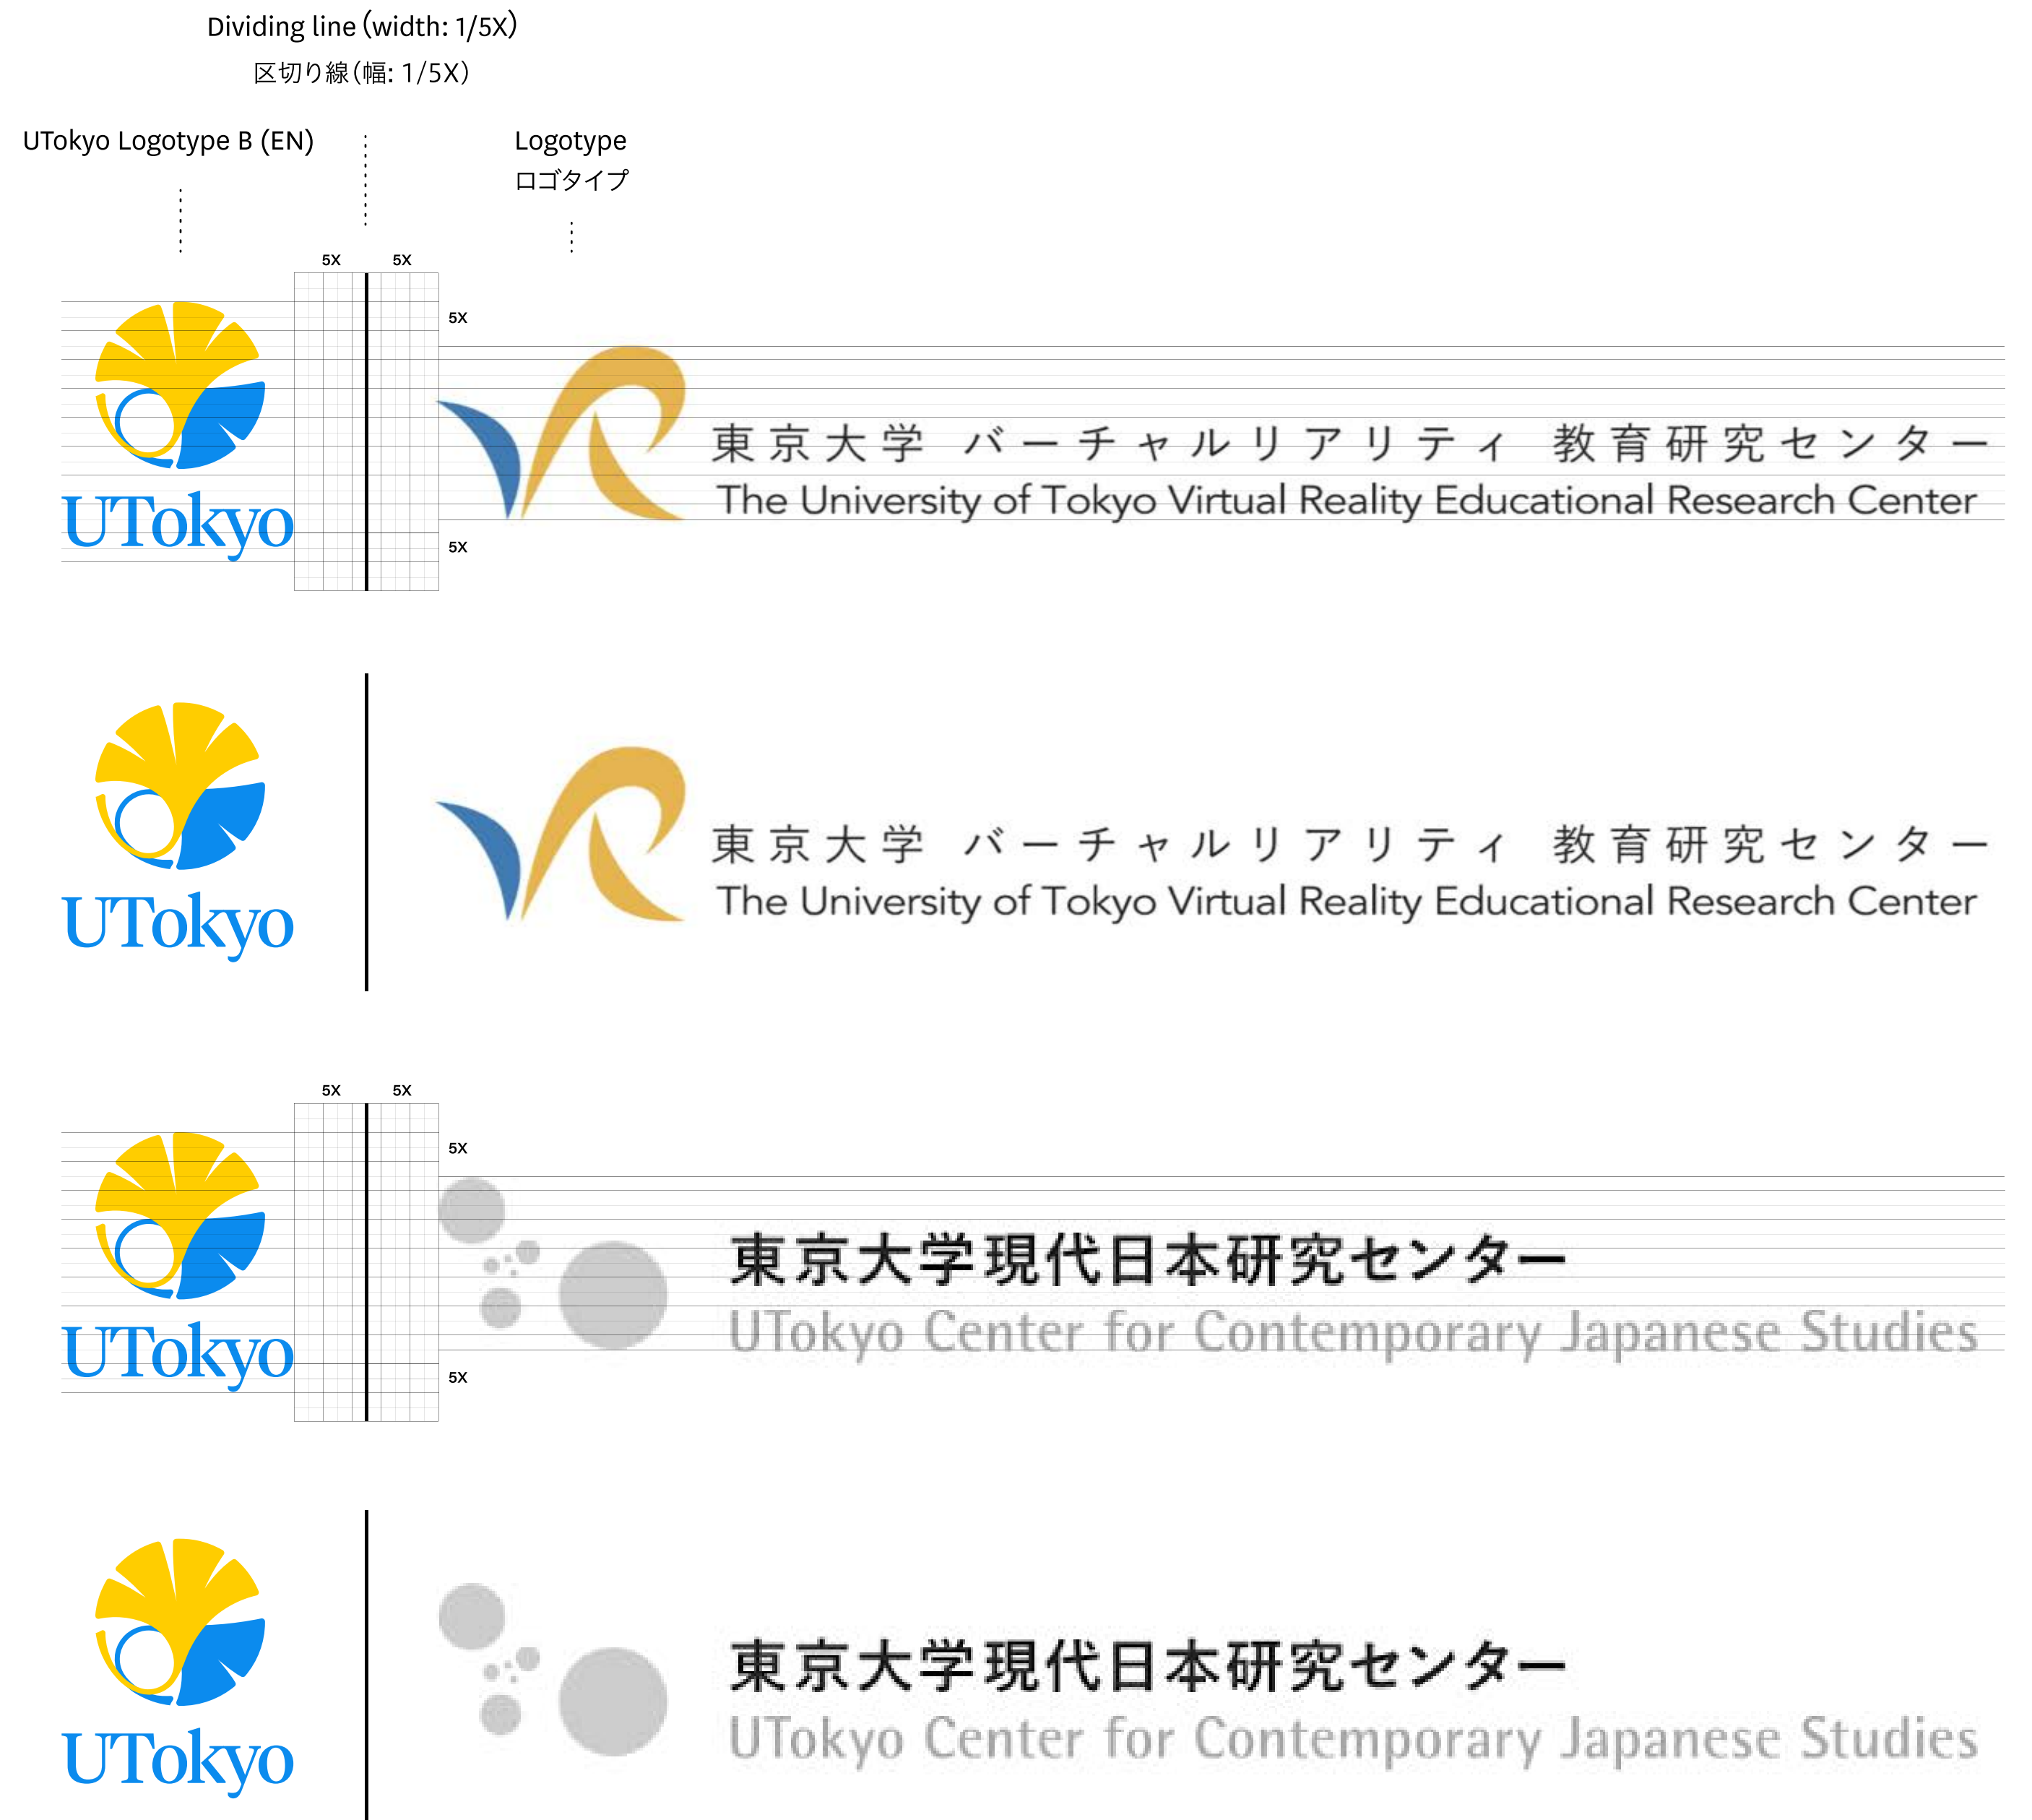 Dividing line (width: 1/5X)
区切り線(幅: 1/5X)
UTokyo Logotype B (EN)
Logotype
ロゴタイプ
5X 5X
5X
東京大学 バーチャルリアリティ 教育研究センター
The University of Tokyo Virtual Reality Educational Research Center
UTokyo
5X
東京大学 バーチャルリアリティ 教育研究センター
The University of Tokyo Virtual Reality Educational Research Center
UTokyo
5X 5X
5X
東京大学現代日本研究センター
UTokyo Center for Contemporary Japanese Studies
UTokyo
5X
東京大学現代日本研究センター
UTokyo Center for Contemporary Japanese Studies
UTokyo